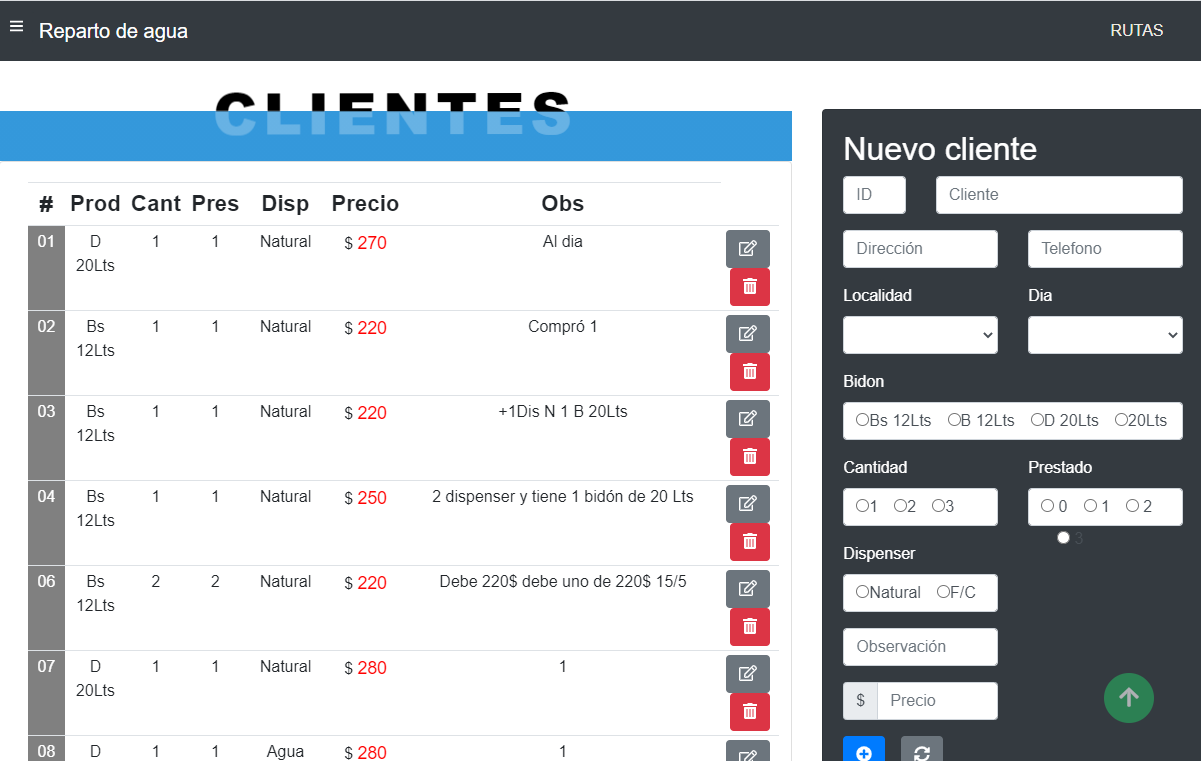 Reparto de agua
RUTAS
CLIENTES
# Prod Cant Pres Disp Precio Obs
01 D 20Lts 1 1 Natural $ 270 Al dia
02 Bs 12Lts 1 1 Natural $ 220 Compró 1
03 Bs 12Lts 1 1 Natural $ 220 +1Dis N 1 B 20Lts
04 Bs 12Lts 1 1 Natural $ 250 2 dispenser y tiene 1 bidón de 20 Lts
06 Bs 12Lts 2 2 Natural $ 220 Debe 220$ debe uno de 220$ 15/5
07 D 20Lts 1 1 Natural $ 280 1
08 D 1 1 Agua $ 280 1
Nuevo cliente
ID Cliente
Dirección Telefono
Localidad Dia
Bidon
Bs 12Lts B 12Lts D 20Lts 20Lts
Cantidad Prestado
1 2 3 0 1 2
3
Dispenser
Natural F/C
Observación
$ Precio